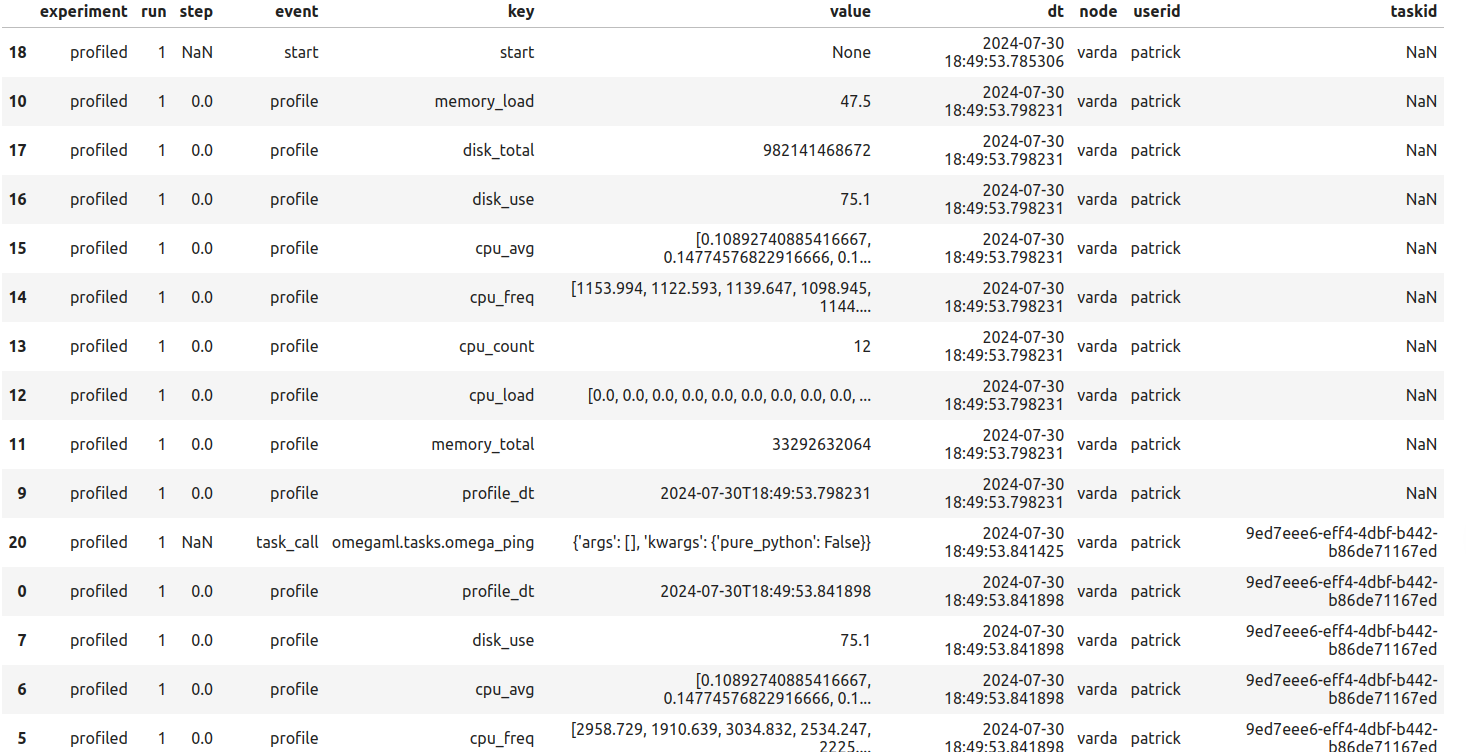 experiment run step event key value dt node userid taskid
18 profiled 1 NaN start start None 2024-07-30 18:49:53.785306 varda patrick NaN
10 profiled 1 0.0 profile memory_load 47.5 2024-07-30 18:49:53.798231 varda patrick NaN
17 profiled 1 0.0 profile disk_total 982141468672 2024-07-30 18:49:53.798231 varda patrick NaN
16 profiled 1 0.0 profile disk_use 75.1 2024-07-30 18:49:53.798231 varda patrick NaN
15 profiled 1 0.0 profile cpu_avg [0.10892740885416667, 0.14774576822916666, 0.1... 2024-07-30 18:49:53.798231 varda patrick NaN
14 profiled 1 0.0 profile cpu_freq [1153.994, 1122.593, 1139.647, 1098.945, 1144.... 2024-07-30 18:49:53.798231 varda patrick NaN
13 profiled 1 0.0 profile cpu_count 12 2024-07-30 18:49:53.798231 varda patrick NaN
12 profiled 1 0.0 profile cpu_load [0.0, 0.0, 0.0, 0.0, 0.0, 0.0, 0.0, 0.0, 0.0, ... 2024-07-30 18:49:53.798231 varda patrick NaN
11 profiled 1 0.0 profile memory_total 33292632064 2024-07-30 18:49:53.798231 varda patrick NaN
9 profiled 1 0.0 profile profile_dt 2024-07-30T18:49:53.798231 2024-07-30 18:49:53.798231 varda patrick NaN
20 profiled 1 NaN task_call omegaml.tasks.omega_ping {'args': [], 'kwargs': {'pure_python': False}} 2024-07-30 18:49:53.841425 varda patrick 9ed7eee6-eff4-4dbf-b442-b86de71167ed
0 profiled 1 0.0 profile profile_dt 2024-07-30T18:49:53.841898 2024-07-30 18:49:53.841898 varda patrick 9ed7eee6-eff4-4dbf-b442-b86de71167ed
7 profiled 1 0.0 profile disk_use 75.1 2024-07-30 18:49:53.841898 varda patrick 9ed7eee6-eff4-4dbf-b442-b86de71167ed
6 profiled 1 0.0 profile cpu_avg [0.10892740885416667, 0.14774576822916666, 0.1... 2024-07-30 18:49:53.841898 varda patrick 9ed7eee6-eff4-4dbf-b442-b86de71167ed
5 profiled 1 0.0 profile cpu_freq [2958.729, 1910.639, 3034.832, 2534.247, 2225.... 2024-07-30 18:49:53.841898 varda patrick 9ed7eee6-eff4-4dbf-b442-b86de71167ed